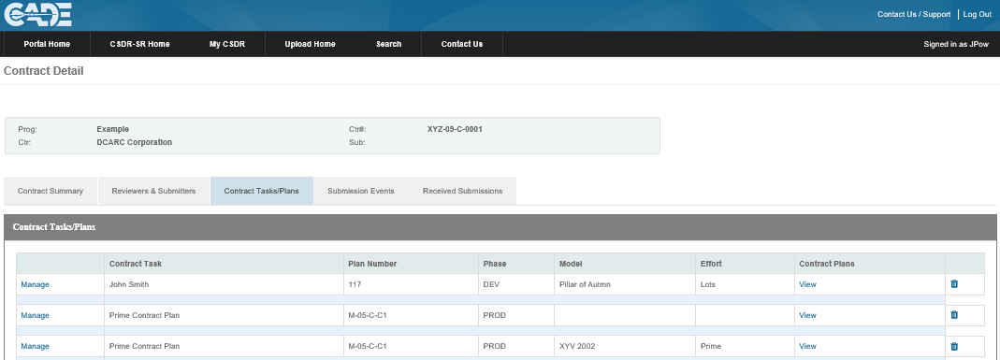 CADE
Contact Us / Support | Log Out
Portal Home CSDR-SR Home My CSDR Upload Home Search Contact Us Signed in as JPow
Contract Detail
Prog: Example Ctr#: XYZ-09-C-0001
Ctr: DCARC Corporation Sub:
Contract Summary Reviewers & Submitters Contract Tasks/Plans Submission Events Received Submissions
Contract Tasks/Plans
Contract Task Plan Number Phase Model Effort Contract Plans
Manage John Smith 117 DEV Pillar of Autmn Lots View
Manage Prime Contract Plan M-05-C-C1 PROD View
Manage Prime Contract Plan M-05-C-C1 PROD XYV 2002 Prime View